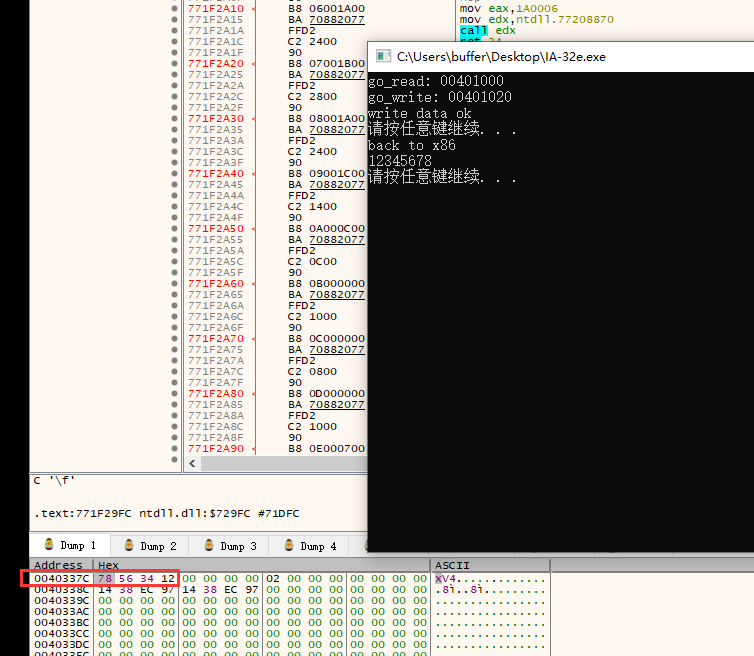 771F2A10 < B8 06001A00 mov eax,1A0006
771F2A15 BA 70882077 mov edx,ntdll.77208870
771F2A1A FFD2 call edx
771F2A1C C2 2400
771F2A1F 90
771F2A20 < B8 07001B00
771F2A25 BA 70882077
771F2A2A FFD2
771F2A2C C2 2800
771F2A2F 90
771F2A30 < B8 08001A00
771F2A35 BA 70882077
771F2A3A FFD2
771F2A3C C2 2400
771F2A3F 90
771F2A40 < B8 09001C00
771F2A45 BA 70882077
771F2A4A FFD2
771F2A4C C2 1400
771F2A4F 90
771F2A50 < B8 0A000C00
771F2A55 BA 70882077
771F2A5A FFD2
771F2A5C C2 0C00
771F2A5F 90
771F2A60 < B8 0B000000
771F2A65 BA 70882077
771F2A6A FFD2
771F2A6C C2 1000
771F2A6F 90
771F2A70 < B8 0C000000
771F2A75 BA 70882077
771F2A7A FFD2
771F2A7C C2 0800
771F2A7F 90
771F2A80 < B8 0D000000
771F2A85 BA 70882077
771F2A8A FFD2
771F2A8C C2 1000
771F2A8F 90
771F2A90 < B8 0E000700
C:\Users\buffer\Desktop\IA-32e.exe
go_read: 00401000
go_write: 00401020
write data ok
请按任意键继续. . .
back to x86
12345678
请按任意键继续. . .
C '\f'
.text:771F29FC ntdll.dll:$729FC #71DFC
Dump 1 Dump 2 Dump 3 Dump 4
Address Hex ASCII
0040337C 78 56 34 12 00 00 00 00 02 00 00 00 00 00 00 00 xV4.............
0040338C 14 38 EC 97 14 38 EC 97 00 00 00 00 00 00 00 00 .8ì..8ì.........
0040339C 00 00 00 00 00 00 00 00 00 00 00 00 00 00 00 00 ................
004033AC 00 00 00 00 00 00 00 00 00 00 00 00 00 00 00 00 ................
004033BC 00 00 00 00 00 00 00 00 00 00 00 00 00 00 00 00 ................
004033CC 00 00 00 00 00 00 00 00 00 00 00 00 00 00 00 00 ................
004033DC 00 00 00 00 00 00 00 00 00 00 00 00 00 00 00 00 ................